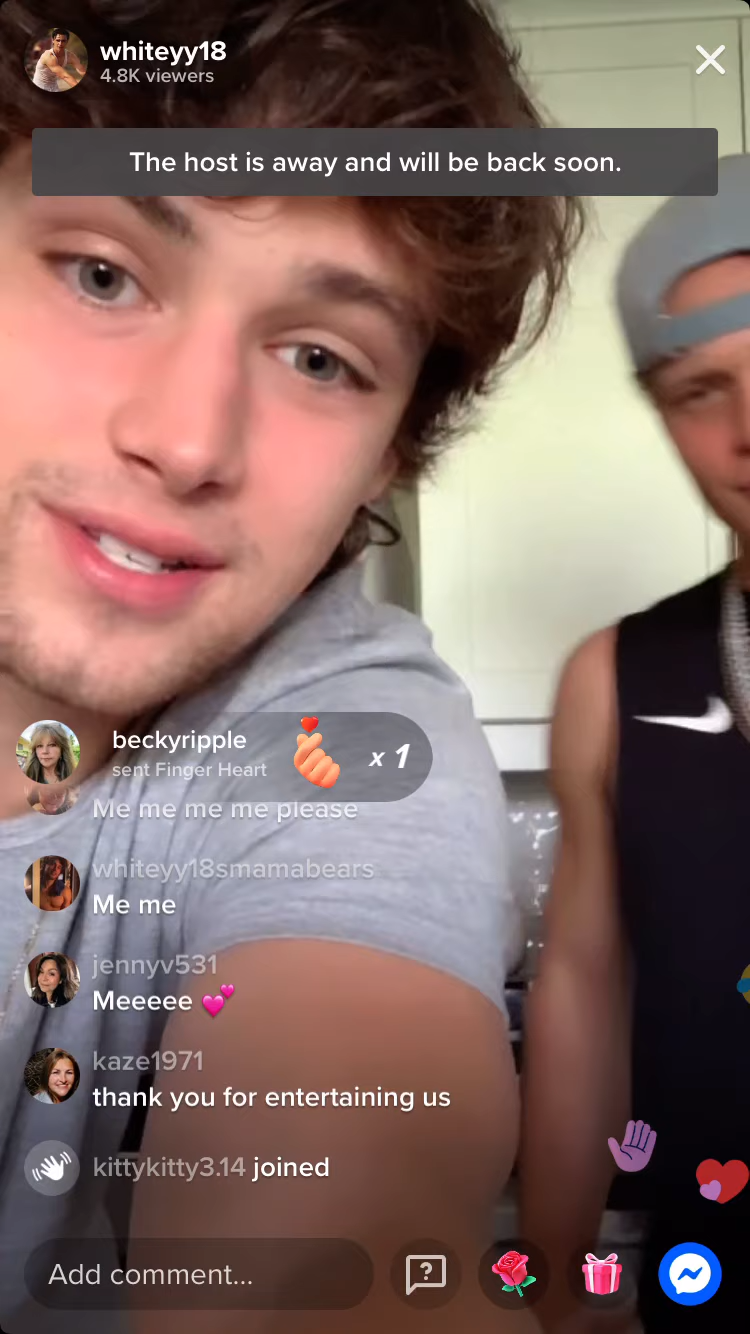 whiteyy18
4.8K viewers
The host is away and will be back soon.
beckyripple
sent Finger Heart
x 1
Me me me me please
whiteyy18smamabears
Me me
jennyv531
Meeeee 💕
kaze1971
thank you for entertaining us
kittykitty3.14 joined
Add comment...